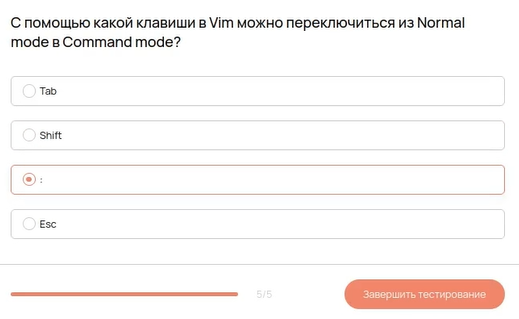 С помощью какой клавиши в Vim можно переключиться из Normal
mode в Command mode?
Tab
Shift
:
Esc
5/5
Завершить тестирование